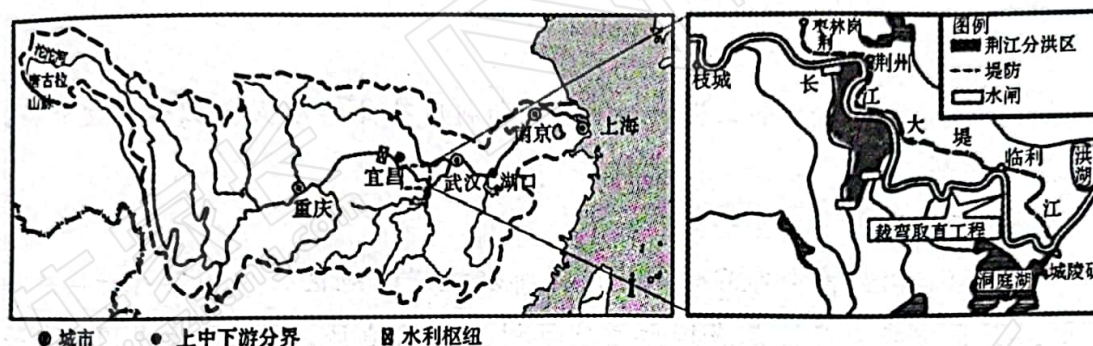 沱沱河
唐古拉
山脉
重庆
宜昌
武汉
湖口
南京
上海
城市
上中下游分界
水利枢纽
图例
荆江分洪区
堤防
水闸
枣林岗
荆
荆州
枝城
长
江
大
堤
临利
洪
湖
江
裁弯取直工程
洞庭湖
城陵矶